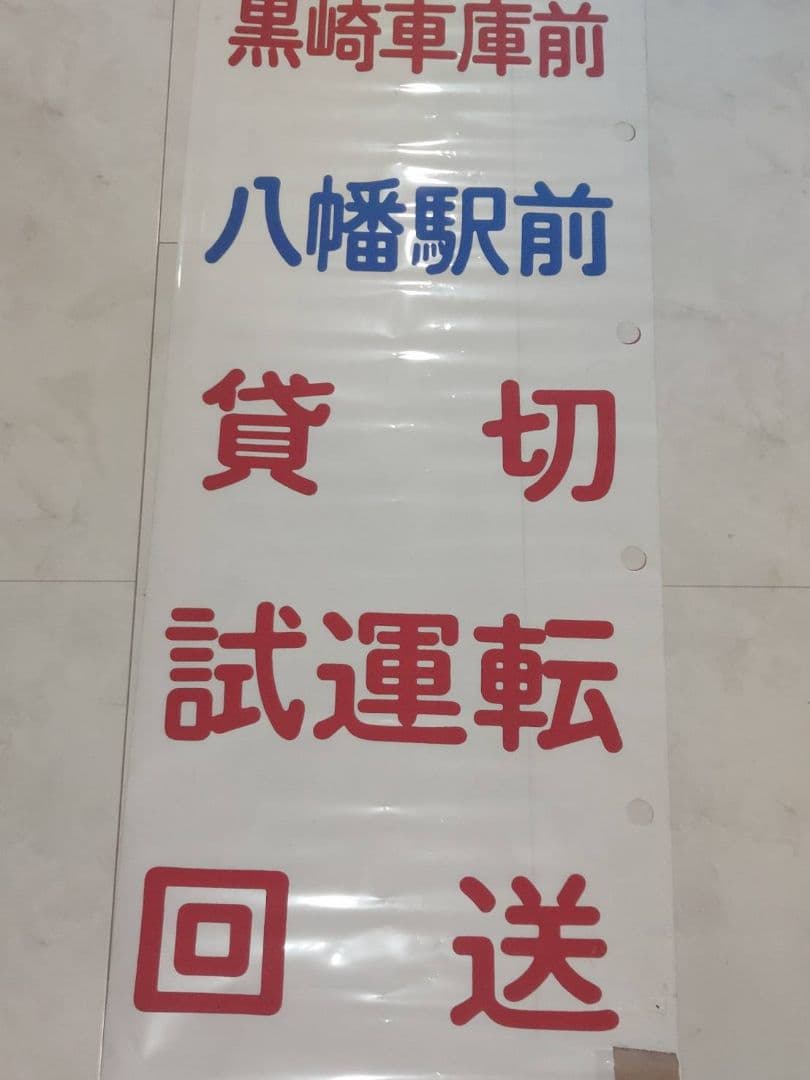 黒崎車庫前
八幡駅前
貸 切
試運転
回 送